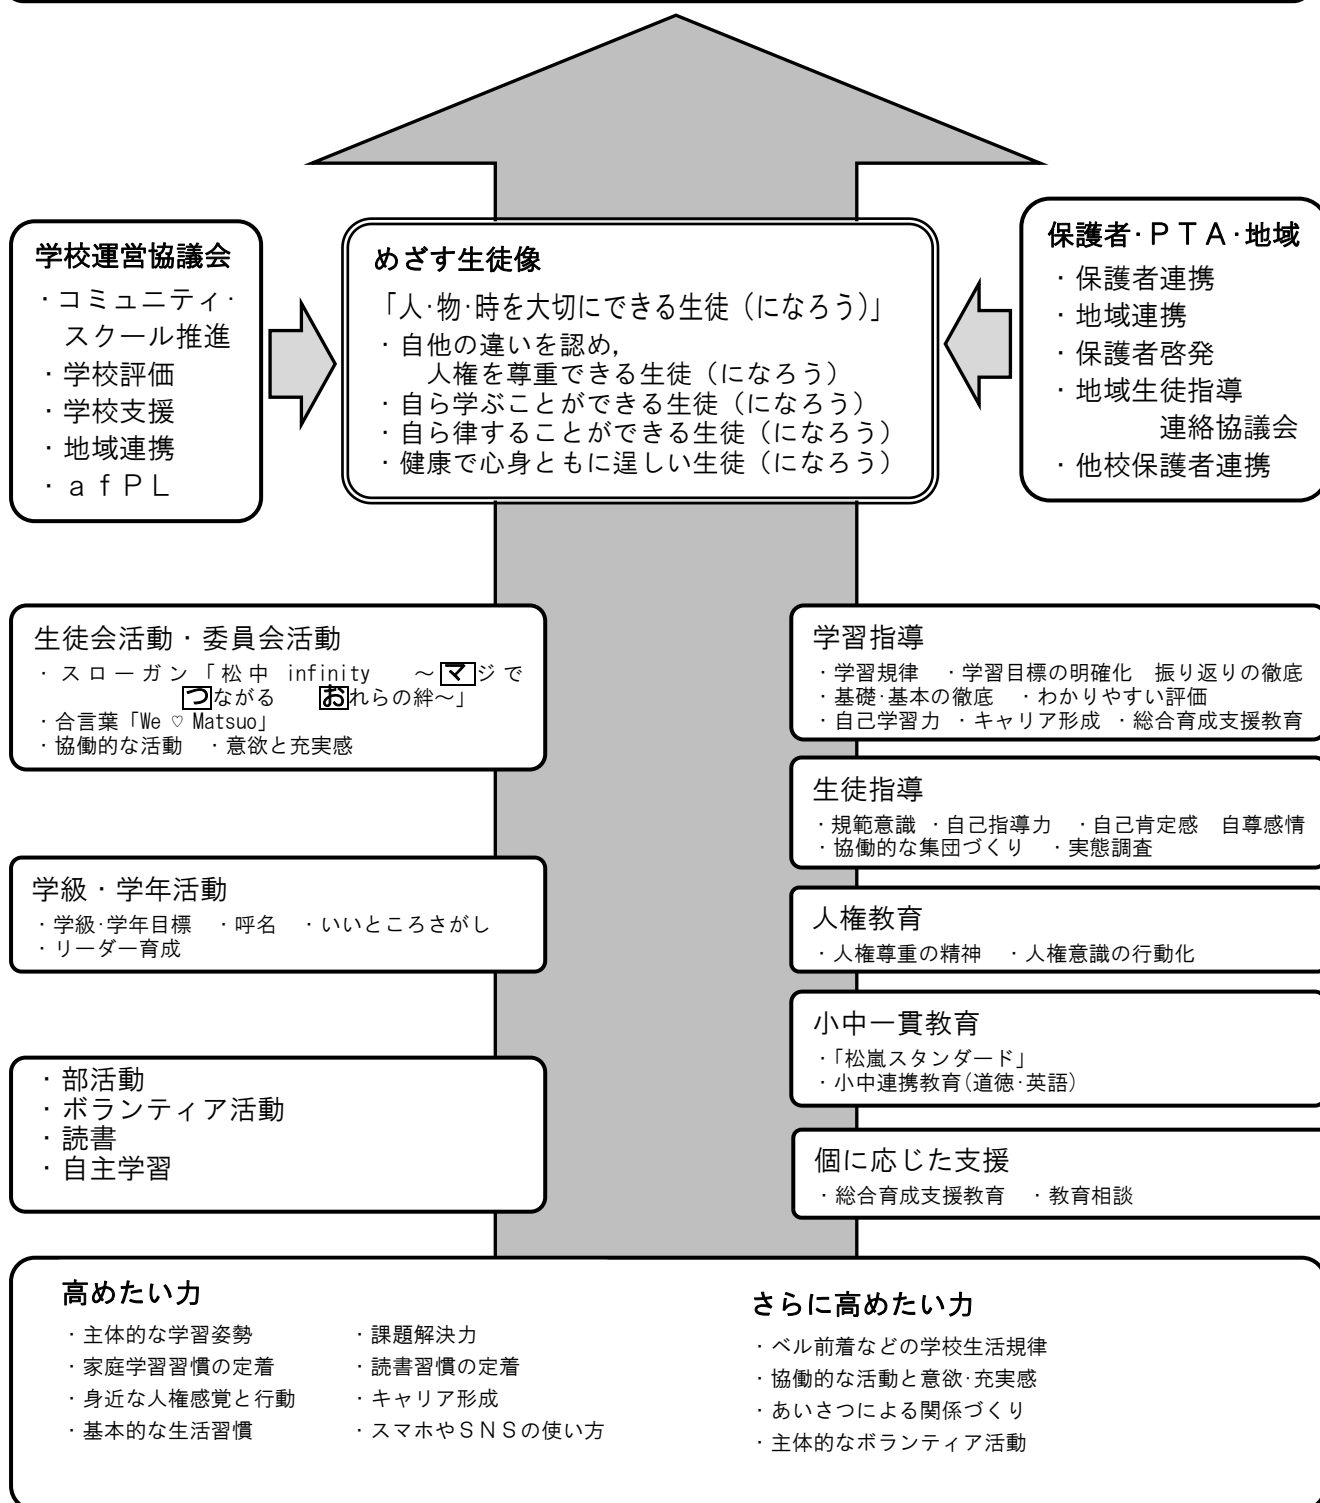 学校運営協議会
・コミュニティ・
スクール推進
・学校評価
・学校支援
・地域連携
・ａｆＰＬ
めざす生徒像
「人・物・時を大切にできる生徒（になろう）」
・自他の違いを認め，
人権を尊重できる生徒（になろう）
・自ら学ぶことができる生徒（になろう）
・自ら律することができる生徒（になろう）
・健康で心身ともに逞しい生徒（になろう）
保護者・ＰＴＡ・地域
・保護者連携
・地域連携
・保護者啓発
・地域生徒指導
連絡協議会
・他校保護者連携
生徒会活動・委員会活動
・スローガン「松中 infinity　～マジで
つながる　おれらの絆～」
・合言葉「We ♡ Matsuo」
・協働的な活動　・意欲と充実感
学級・学年活動
・学級・学年目標　・呼名　・いいところさがし
・リーダー育成
・部活動
・ボランティア活動
・読書
・自主学習
学習指導
・学習規律　・学習目標の明確化　振り返りの徹底
・基礎・基本の徹底　・わかりやすい評価
・自己学習力　・キャリア形成　・総合育成支援教育
生徒指導
・規範意識　・自己指導力　・自己肯定感　自尊感情
・協働的な集団づくり　・実態調査
人権教育
・人権尊重の精神　・人権意識の行動化
小中一貫教育
・「松嵐スタンダード」
・小中連携教育（道徳・英語）
個に応じた支援
・総合育成支援教育　・教育相談
高めたい力
・主体的な学習姿勢　・課題解決力
・家庭学習習慣の定着　・読書習慣の定着
・身近な人権感覚と行動　・キャリア形成
・基本的な生活習慣　・スマホやＳＮＳの使い方
さらに高めたい力
・ベル前着などの学校生活規律
・協働的な活動と意欲・充実感
・あいさつによる関係づくり
・主体的なボランティア活動